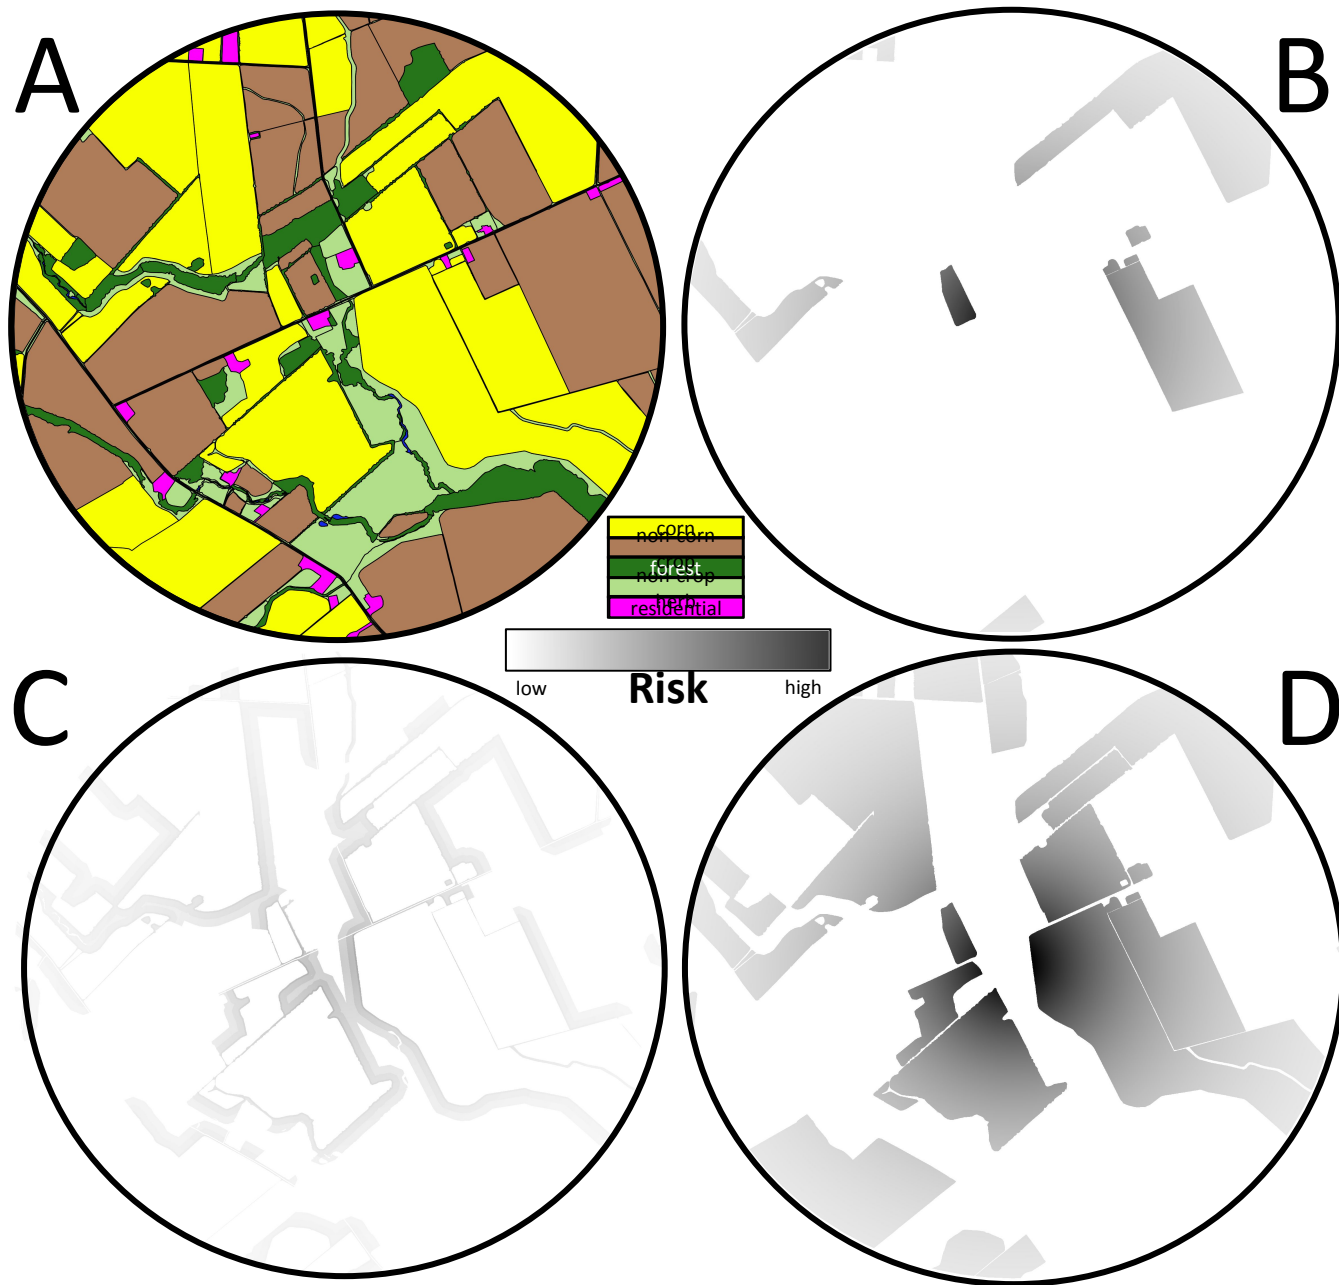 A
B
corn
non-corn
crop
forest
non-crop
herb
residential
low
Risk
high
C
D